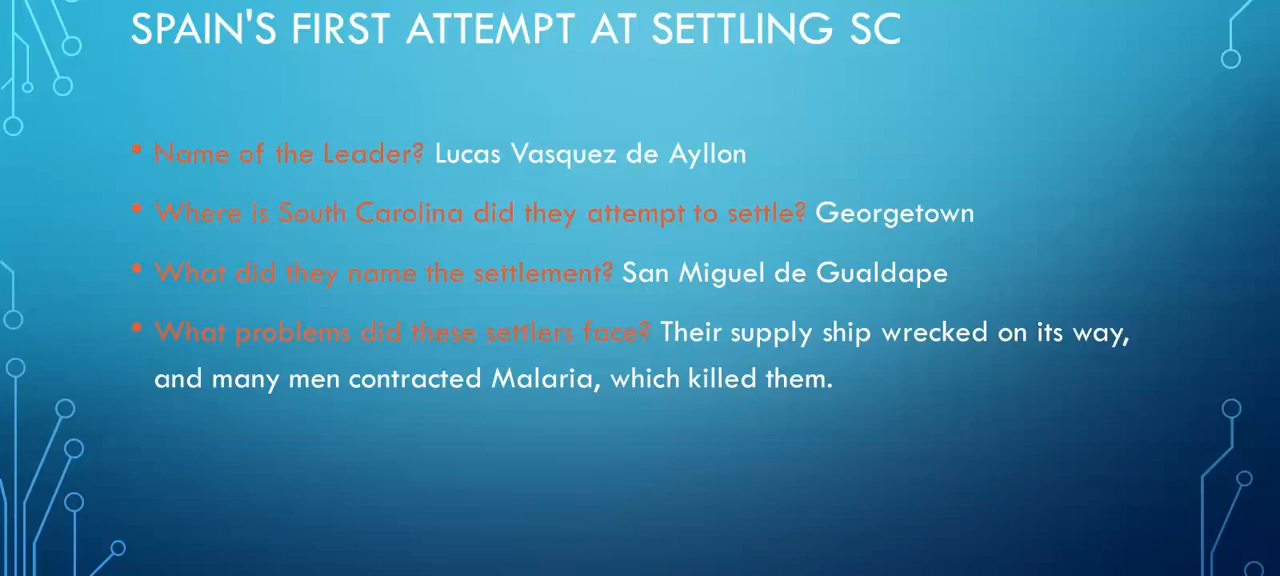 SPAIN'S FIRST ATTEMPT AT SETTLING SC
• Name of the Leader? Lucas Vasquez de Ayllon
• Where is South Carolina did they attempt to settle? Georgetown
• What did they name the settlement? San Miguel de Gualdape
• What problems did these settlers face? Their supply ship wrecked on its way,
and many men contracted Malaria, which killed them.